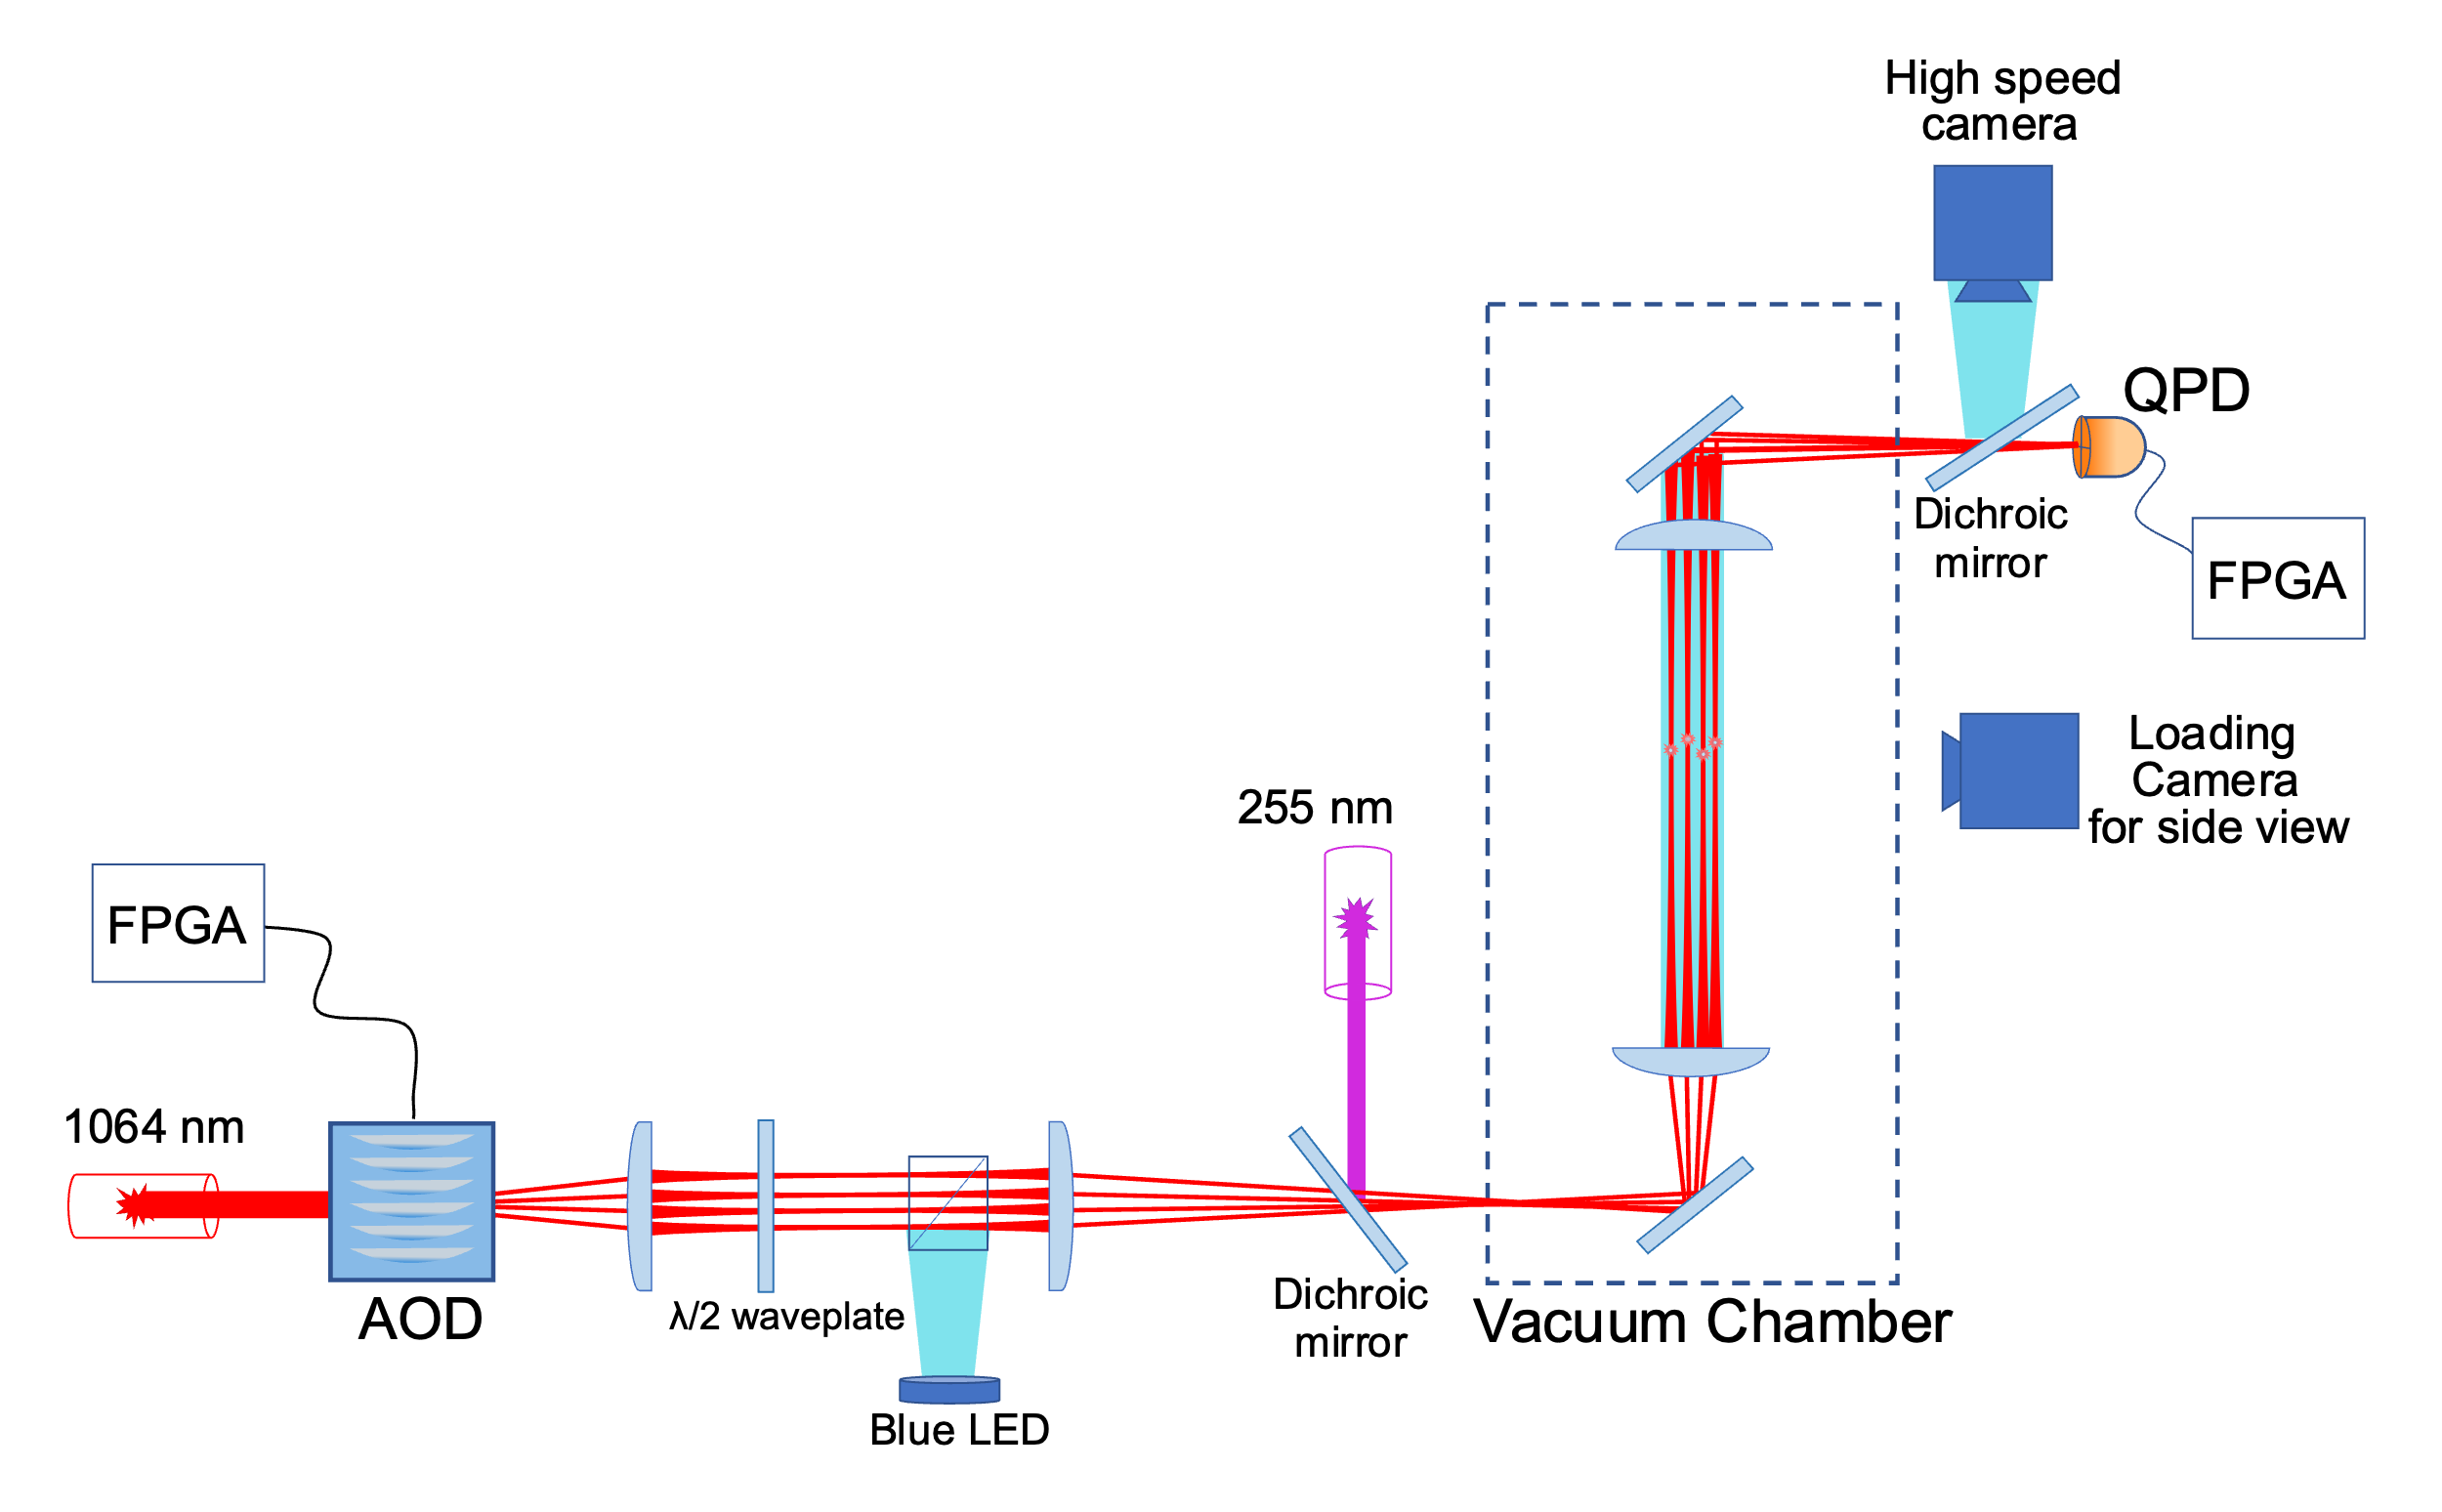 High speed
camera
QPD
Dichroic
mirror
FPGA
Loading
Camera
for side view
255 nm
FPGA
1064 nm
AOD
λ/2 waveplate
Blue LED
Dichroic
mirror
Vacuum Chamber